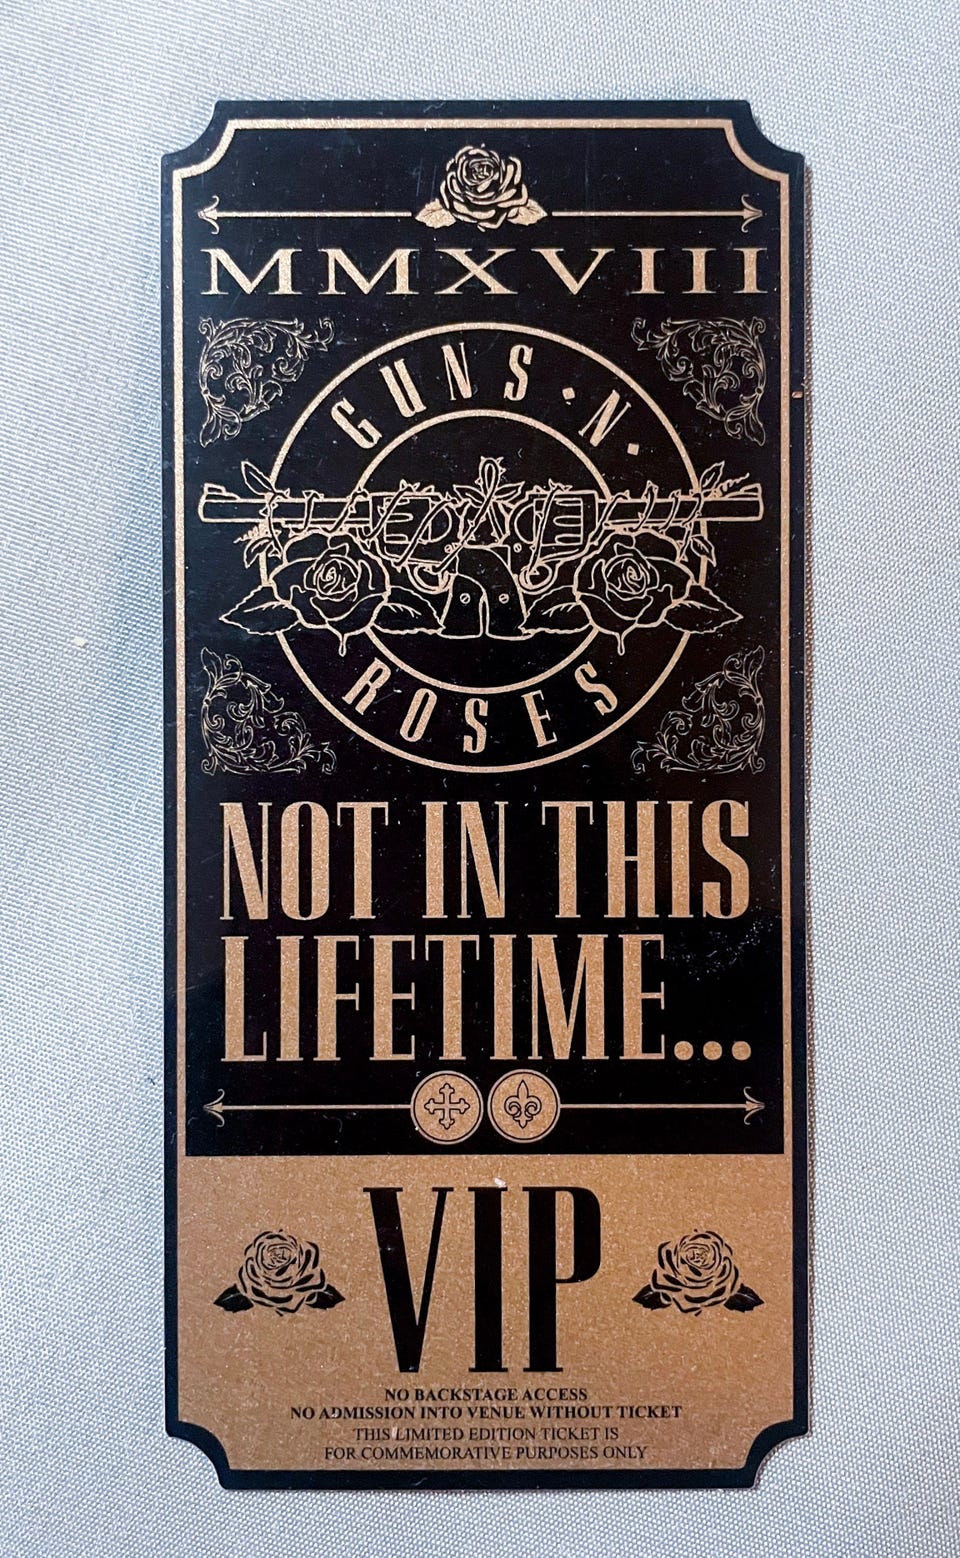 MMXVIII
GUNS • N •
ROSES
NOT IN THIS
LIFETIME...
VIP
NO BACKSTAGE ACCESS
NO ADMISSION INTO VENUE WITHOUT TICKET
THIS LIMITED EDITION TICKET IS
FOR COMMEMORATIVE PURPOSES ONLY